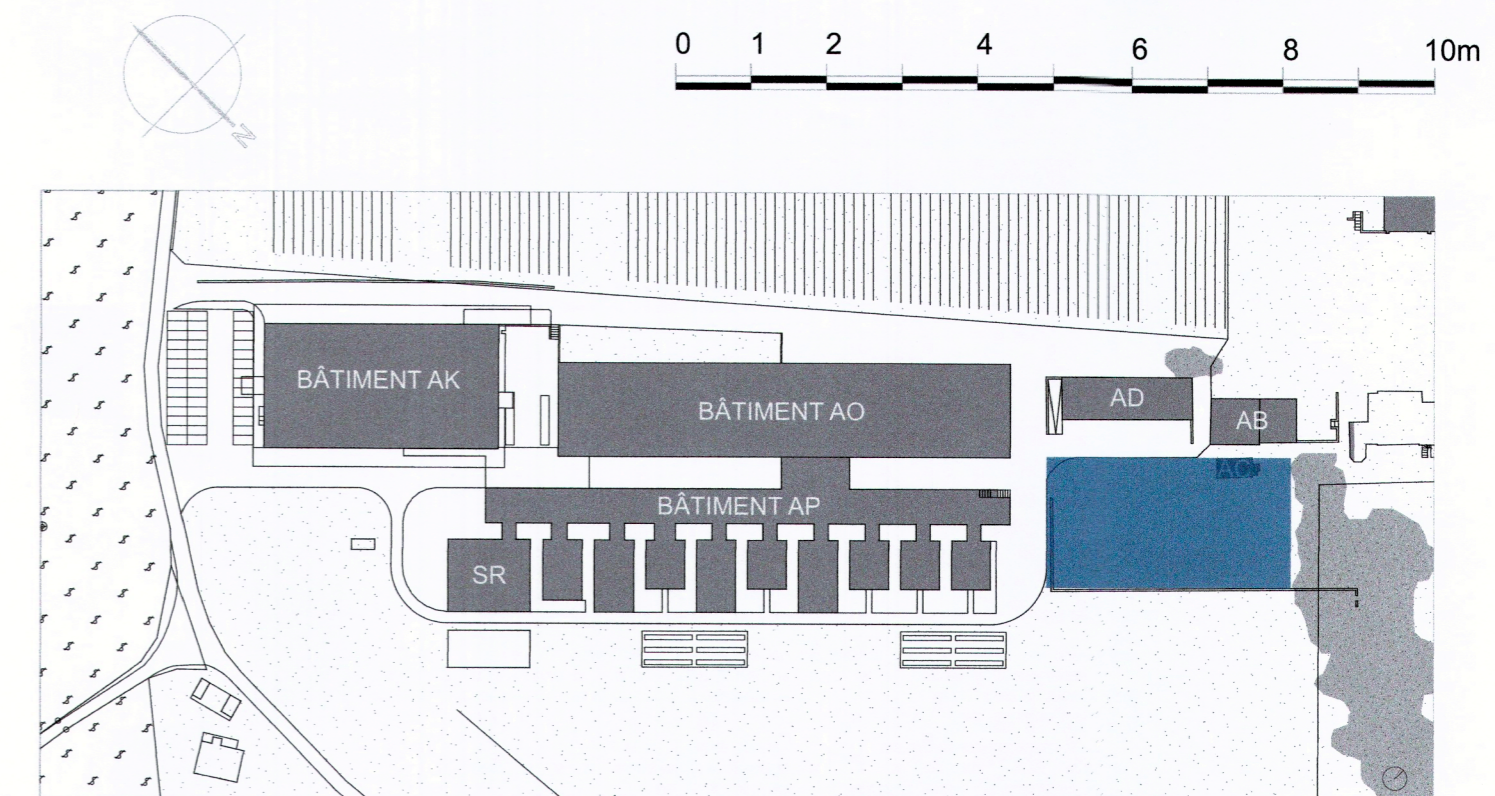 0 1 2 4 6 8 10m
N
BÂTIMENT AK
BÂTIMENT AO
AD
AB
AC
BÂTIMENT AP
SR